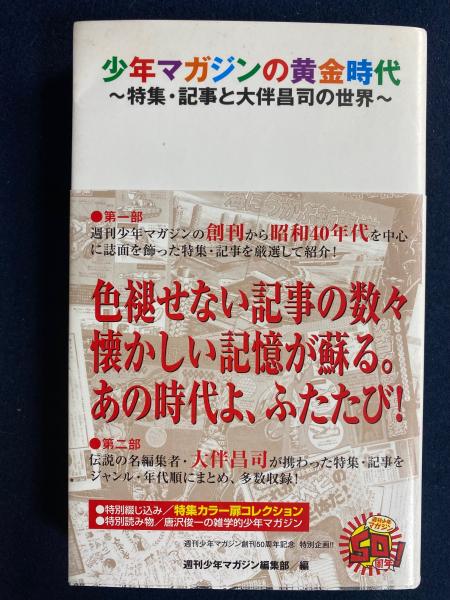 少年マガジンの黄金時代
～特集・記事と大伴昌司の世界～
●第一部
週刊少年マガジンの創刊から昭和40年代を中心
に誌面を飾った特集・記事を厳選して紹介！
色褪せない記事の数々
懐かしい記憶が蘇る。
あの時代よ、ふたたび！
●第二部
伝説の名編集者・大伴昌司が携わった特集・記事を
ジャンル・年代順にまとめ、多数収録！
●特別綴じ込み／特集カラー扉コレクション
●特別読み物／唐沢俊一の雑学的少年マガジン
週刊少年マガジン創刊50周年記念 特別企画!!
週刊少年マガジン編集部／編
週刊少年
マガジン
50
周年